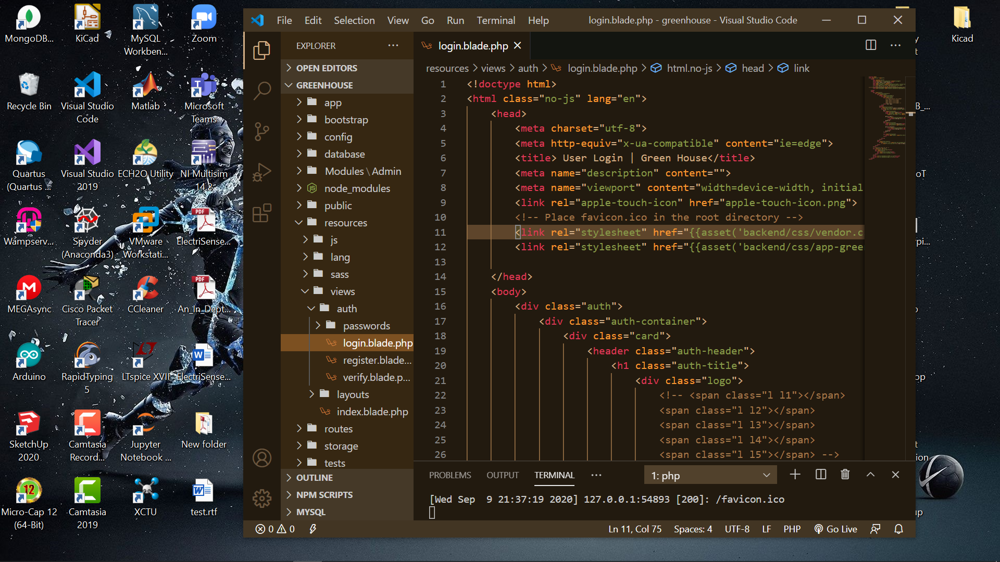 MongoDB...
KiCad
MySQL
Workben...
Zoom
Recycle Bin
Visual Studio
Code
Matlab
Microsoft
Teams
Quartus
(Quartus ...
Visual Studio
2019
ECH2O Utility
NI Multisim
14.2
Wampserv...
Spyder
(Anaconda3)
VMware
Workstati...
PDF
ElectriSense...
MEGAsync
Cisco Packet
Tracer
CCleaner
PDF
An_In_Dept...
Arduino
RapidTyping
5
LTspice XVII
ElectriSense...
SketchUp
2020
Camtasia
Record...
Jupyter
Notebook ...
New folder
12
Micro-Cap 12
(64-Bit)
Camtasia
2019
XCTU
test.rtf
Kicad
File Edit Selection View Go Run Terminal Help
login.blade.php - greenhouse - Visual Studio Code
EXPLORER ···
OPEN EDITORS
GREENHOUSE
app
bootstrap
config
database
Modules \ Admin
node_modules
public
resources
js
lang
sass
views
auth
passwords
login.blade.php
register.blade...
verify.blade.p...
layouts
index.blade.php
routes
storage
tests
OUTLINE
NPM SCRIPTS
MYSQL
login.blade.php
resources > views > auth > login.blade.php > html.no-js > head > link
1 <!doctype html>
2 <html class="no-js" lang="en">
3 <head>
4 <meta charset="utf-8">
5 <meta http-equiv="x-ua-compatible" content="ie=edge">
6 <title> User Login | Green House</title>
7 <meta name="description" content="">
8 <meta name="viewport" content="width=device-width, initial
9 <link rel="apple-touch-icon" href="apple-touch-icon.png">
10 <!-- Place favicon.ico in the root directory -->
11 <link rel="stylesheet" href="{{asset('backend/css/vendor.c
12 <link rel="stylesheet" href="{{asset('backend/css/app-gree
13
14 </head>
15 <body>
16 <div class="auth">
17 <div class="auth-container">
18 <div class="card">
19 <header class="auth-header">
20 <h1 class="auth-title">
21 <div class="logo">
22 <!-- <span class="l l1"></span>
23 <span class="l l2"></span>
24 <span class="l l3"></span>
25 <span class="l l4"></span>
26 <span class="l l5"></span> -->
PROBLEMS OUTPUT TERMINAL ··· 1: php
[Wed Sep  9 21:37:19 2020] 127.0.0.1:54893 [200]: /favicon.ico
0 0 Ln 11, Col 75 Spaces: 4 UTF-8 LF PHP Go Live